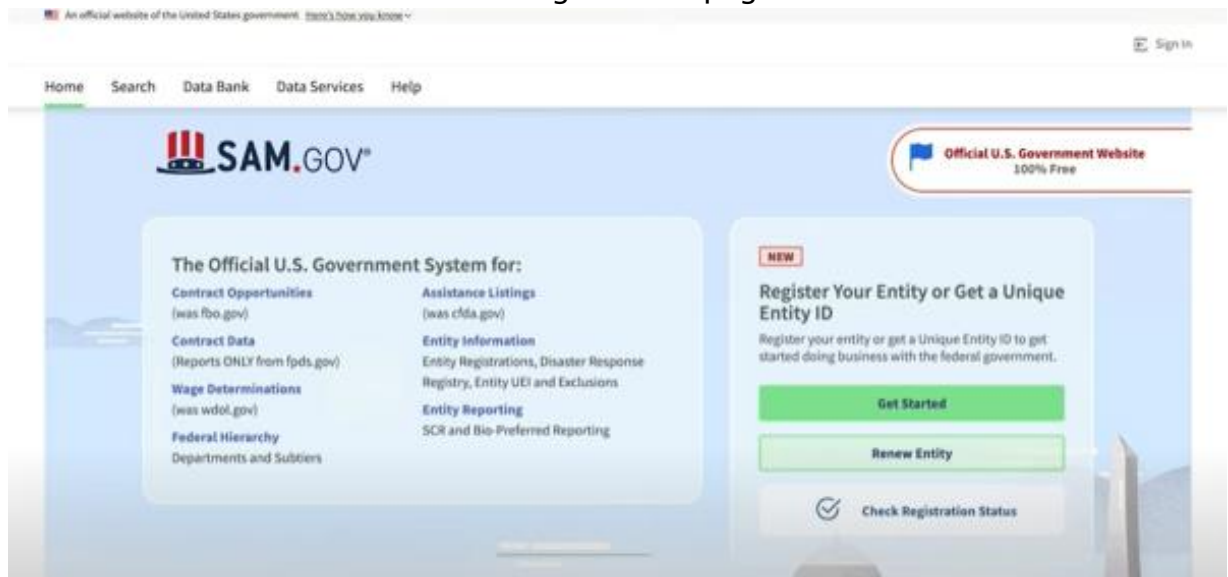 An official website of the United States government Here's how you know
Sign In
Home Search Data Bank Data Services Help
SAM.GOV®
Official U.S. Government Website
100% Free
The Official U.S. Government System for:
Contract Opportunities
(was fbo.gov)
Contract Data
(Reports ONLY from fpds.gov)
Wage Determinations
(was wdol.gov)
Federal Hierarchy
Departments and Subtiers
Assistance Listings
(was cfda.gov)
Entity Information
Entity Registrations, Disaster Response
Registry, Entity UEI and Exclusions
Entity Reporting
SCR and Bio-Preferred Reporting
NEW
Register Your Entity or Get a Unique
Entity ID
Register your entity or get a Unique Entity ID to get
started doing business with the federal government.
Get Started
Renew Entity
Check Registration Status